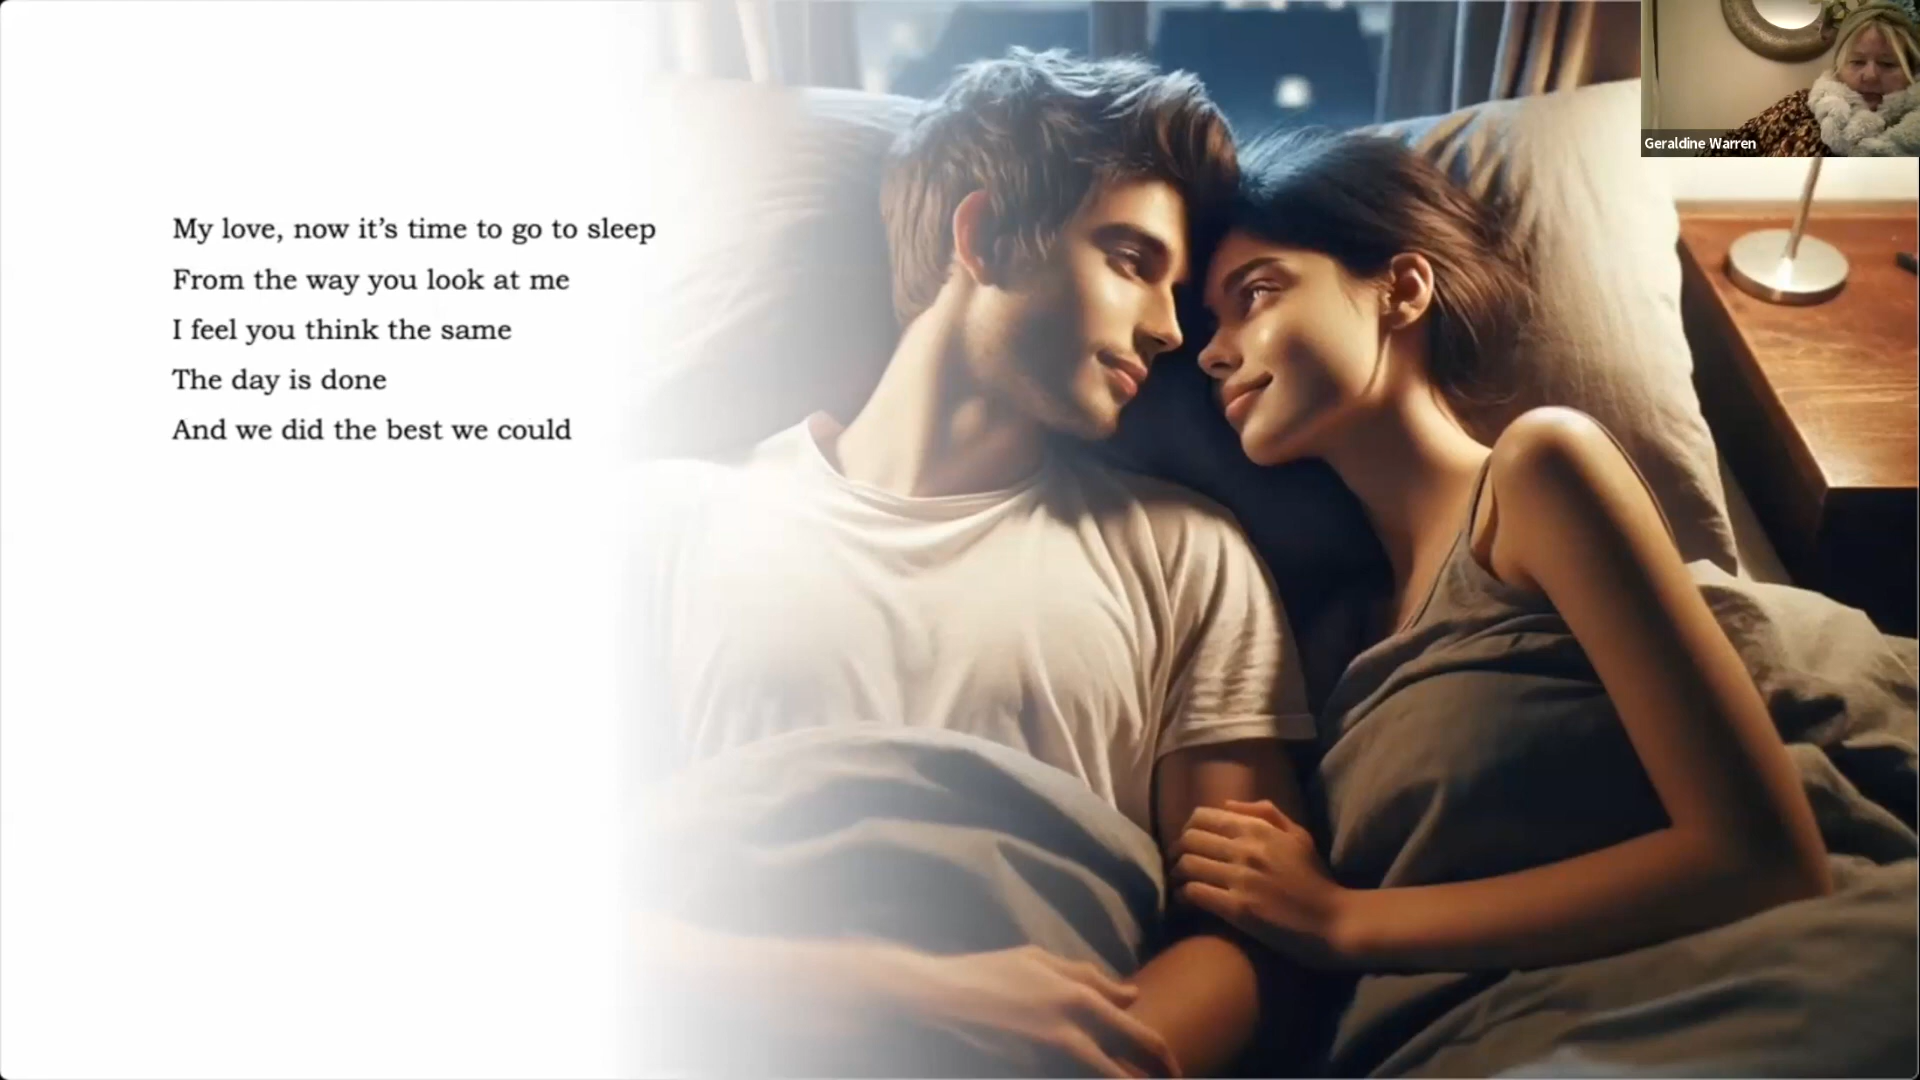 My love, now it’s time to go to sleep
From the way you look at me
I feel you think the same
The day is done
And we did the best we could
Geraldine Warren